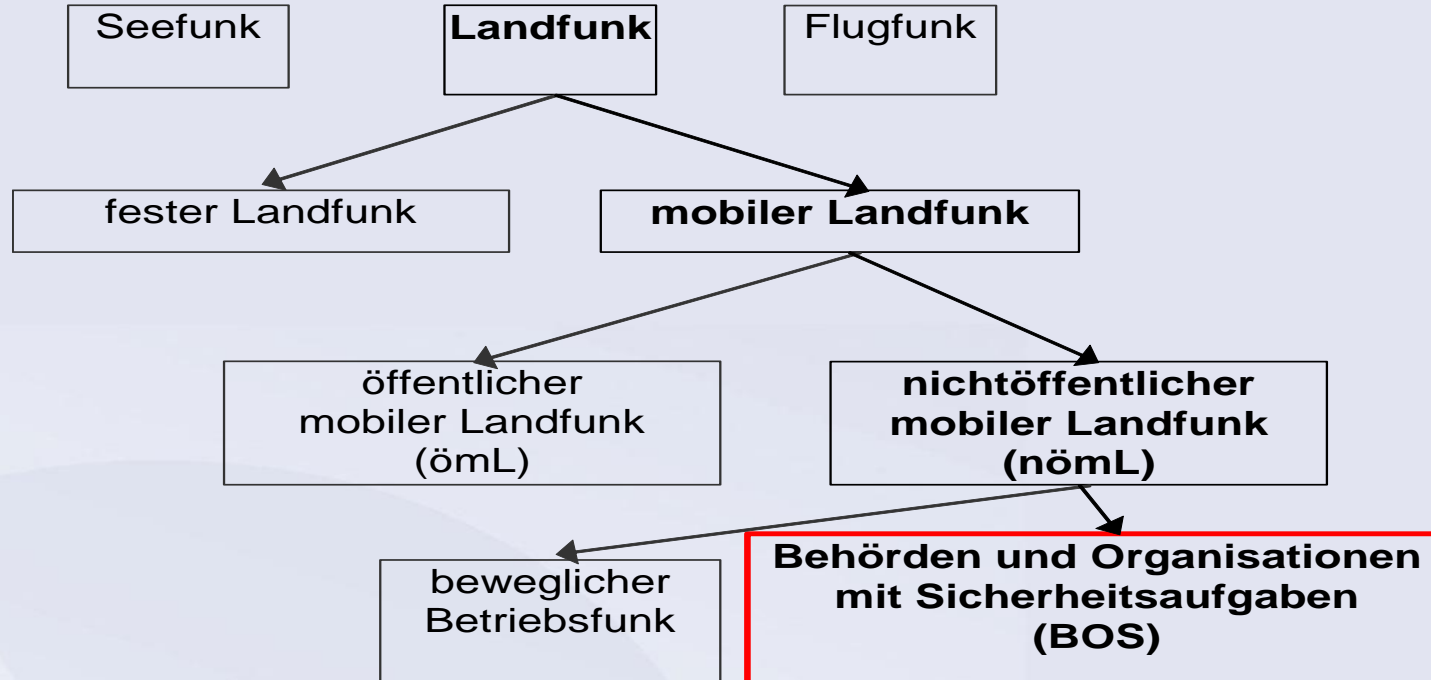 Seefunk
Landfunk
Flugfunk
fester Landfunk
mobiler Landfunk
öffentlicher
mobiler Landfunk
(ömL)
nichtöffentlicher
mobiler Landfunk
(nömL)
beweglicher
Betriebsfunk
Behörden und Organisationen
mit Sicherheitsaufgaben
(BOS)